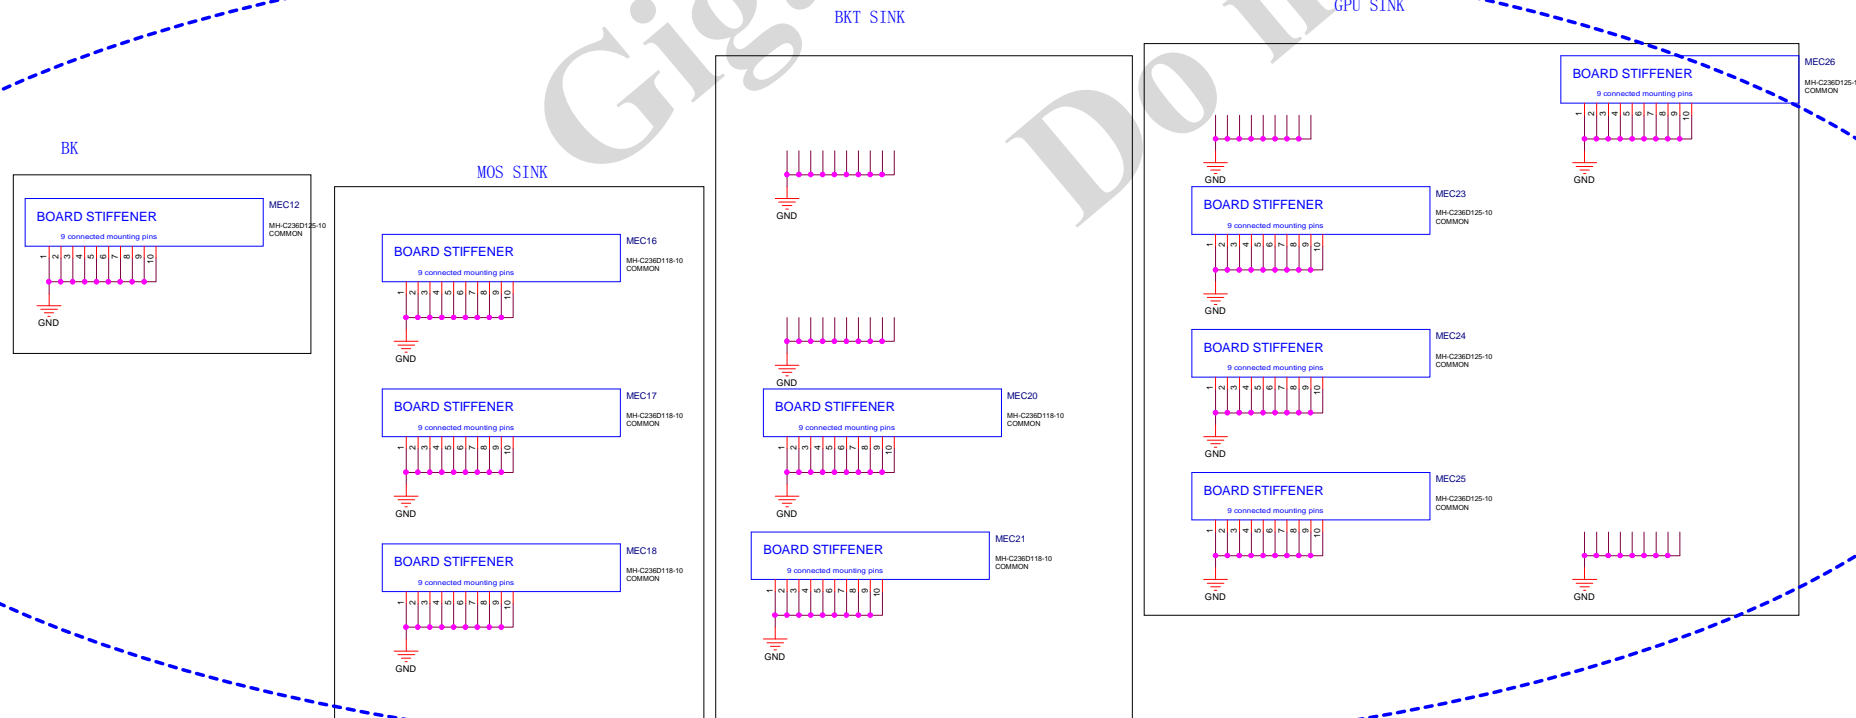 BKT SINK
GPU SINK
Gig
Do n
BK
MEC12
BOARD STIFFENER
MH-C236D125-10
COMMON
9 connected mounting pins
1 2 3 4 5 6 7 8 9 10
GND
MOS SINK
MEC16
BOARD STIFFENER
MH-C236D118-10
COMMON
9 connected mounting pins
1 2 3 4 5 6 7 8 9 10
GND
MEC17
BOARD STIFFENER
MH-C236D118-10
COMMON
9 connected mounting pins
1 2 3 4 5 6 7 8 9 10
GND
MEC18
BOARD STIFFENER
MH-C236D118-10
COMMON
9 connected mounting pins
1 2 3 4 5 6 7 8 9 10
GND
GND
GND
MEC20
BOARD STIFFENER
MH-C236D118-10
COMMON
9 connected mounting pins
1 2 3 4 5 6 7 8 9 10
GND
MEC21
BOARD STIFFENER
MH-C236D118-10
COMMON
9 connected mounting pins
1 2 3 4 5 6 7 8 9 10
GND
GND
MEC23
BOARD STIFFENER
MH-C236D125-10
COMMON
9 connected mounting pins
1 2 3 4 5 6 7 8 9 10
GND
MEC24
BOARD STIFFENER
MH-C236D125-10
COMMON
9 connected mounting pins
1 2 3 4 5 6 7 8 9 10
GND
MEC25
BOARD STIFFENER
MH-C236D125-10
COMMON
9 connected mounting pins
1 2 3 4 5 6 7 8 9 10
GND
MEC26
BOARD STIFFENER
MH-C236D125-1
COMMON
9 connected mounting pins
1 2 3 4 5 6 7 8 9 10
GND
GND